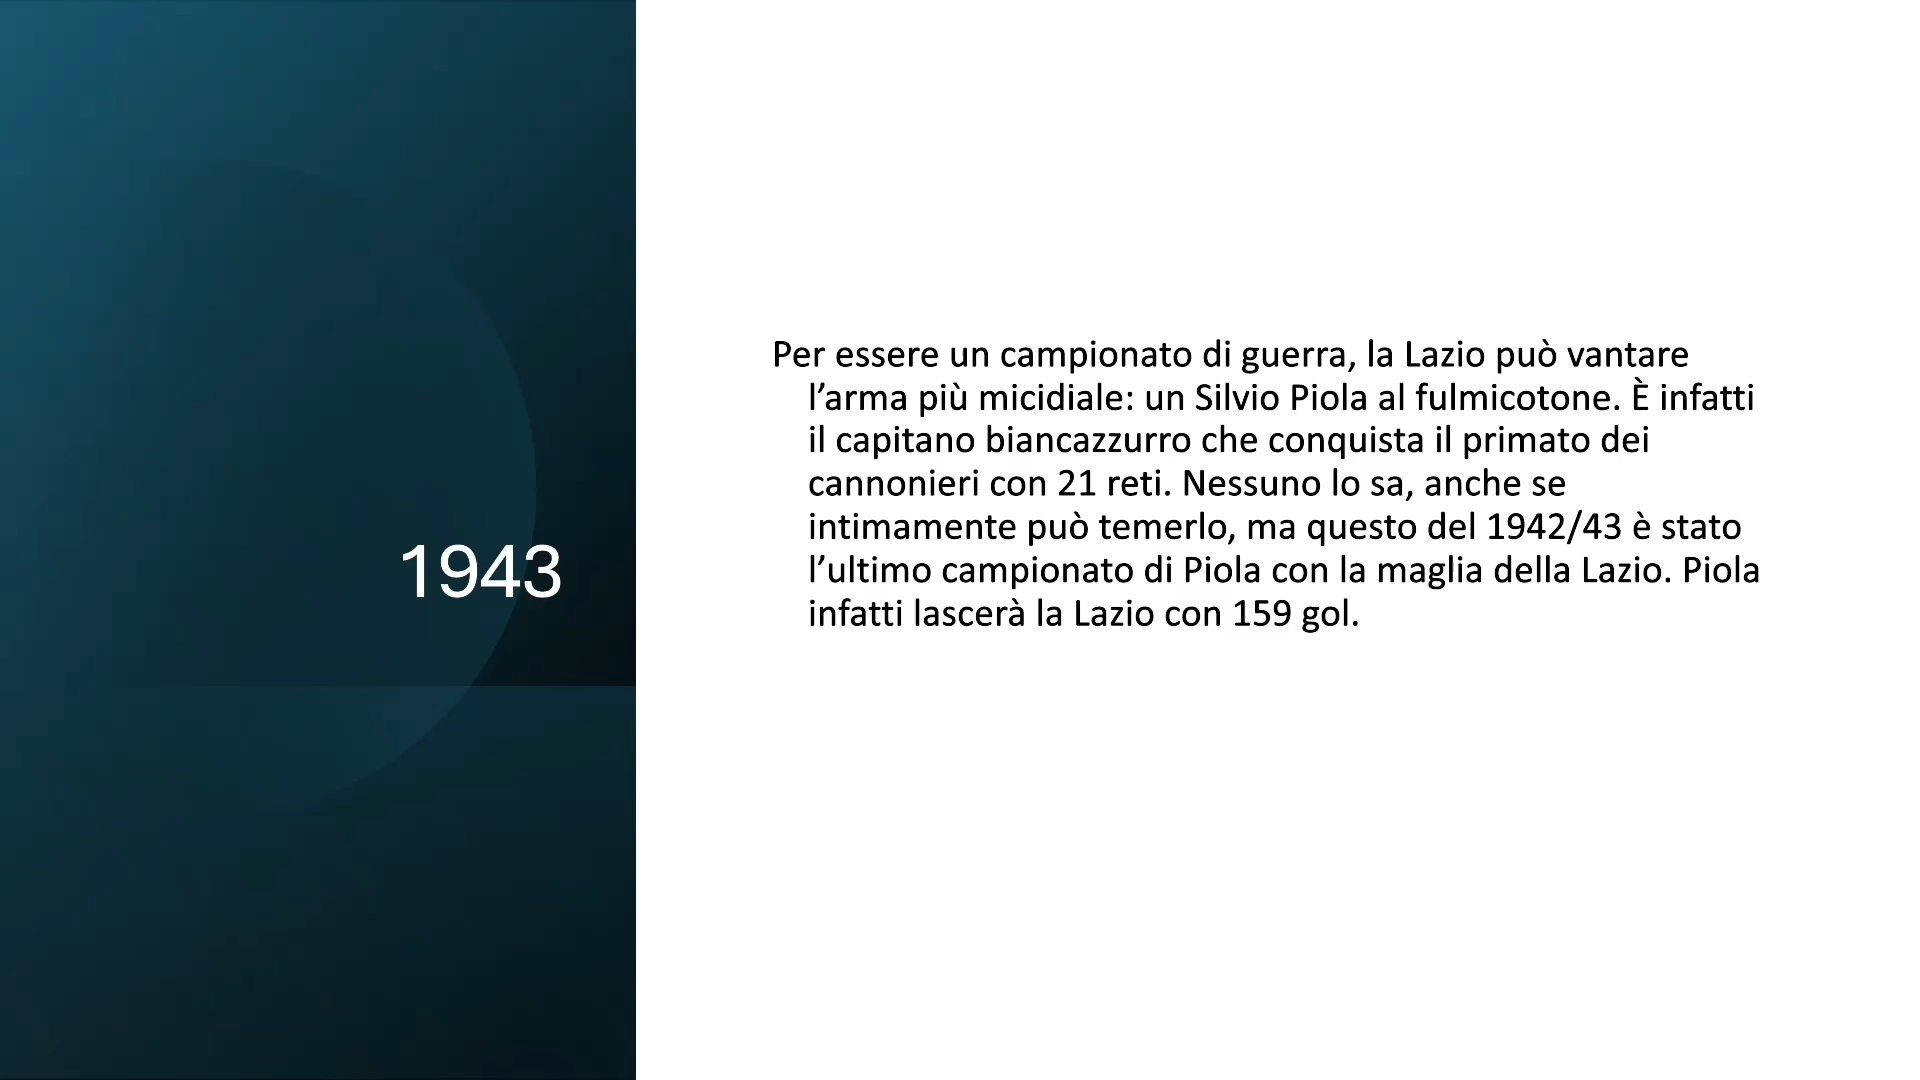 1943
Per essere un campionato di guerra, la Lazio può vantare
l’arma più micidiale: un Silvio Piola al fulmicotone. È infatti
il capitano biancazzurro che conquista il primato dei
cannonieri con 21 reti. Nessuno lo sa, anche se
intimamente può temerlo, ma questo del 1942/43 è stato
l’ultimo campionato di Piola con la maglia della Lazio. Piola
infatti lascerà la Lazio con 159 gol.